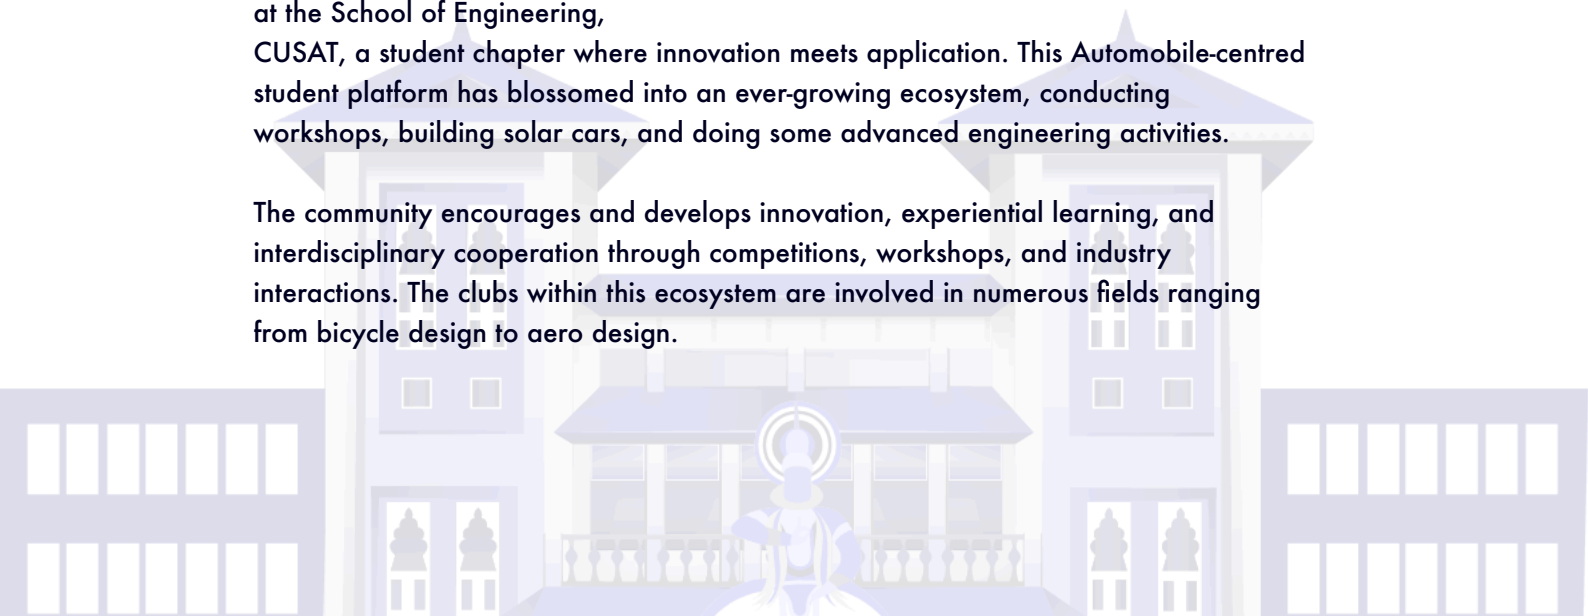 at the School of Engineering,
CUSAT, a student chapter where innovation meets application. This Automobile-centred
student platform has blossomed into an ever-growing ecosystem, conducting
workshops, building solar cars, and doing some advanced engineering activities.
The community encourages and develops innovation, experiential learning, and
interdisciplinary cooperation through competitions, workshops, and industry
interactions. The clubs within this ecosystem are involved in numerous fields ranging
from bicycle design to aero design.